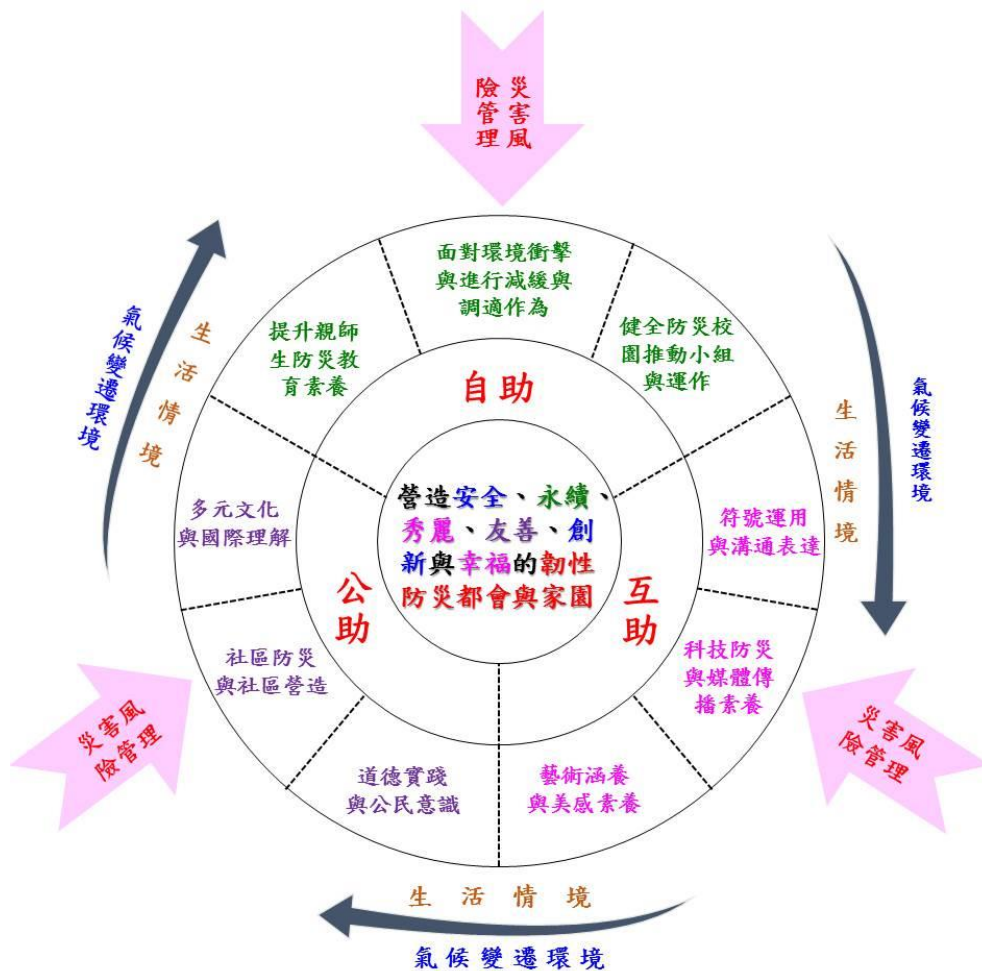 災害風
險管理
面對環境衝擊
與進行減緩與
調適作為
提升親師
生防災教
育素養
健全防災校
園推動小組
與運作
氣候變遷環境
生活情境
生活情境
氣候變遷環境
自助
營造安全、永續、
秀麗、友善、創
新與幸福的韌性
防災都會與家園
多元文化
與國際理解
符號運用
與溝通表達
公助
互助
社區防災
與社區營造
科技防災
與媒體傳
播素養
災害風
險管理
災害風
險管理
道德實踐
與公民意識
藝術涵養
與美感素養
生活情境
氣候變遷環境